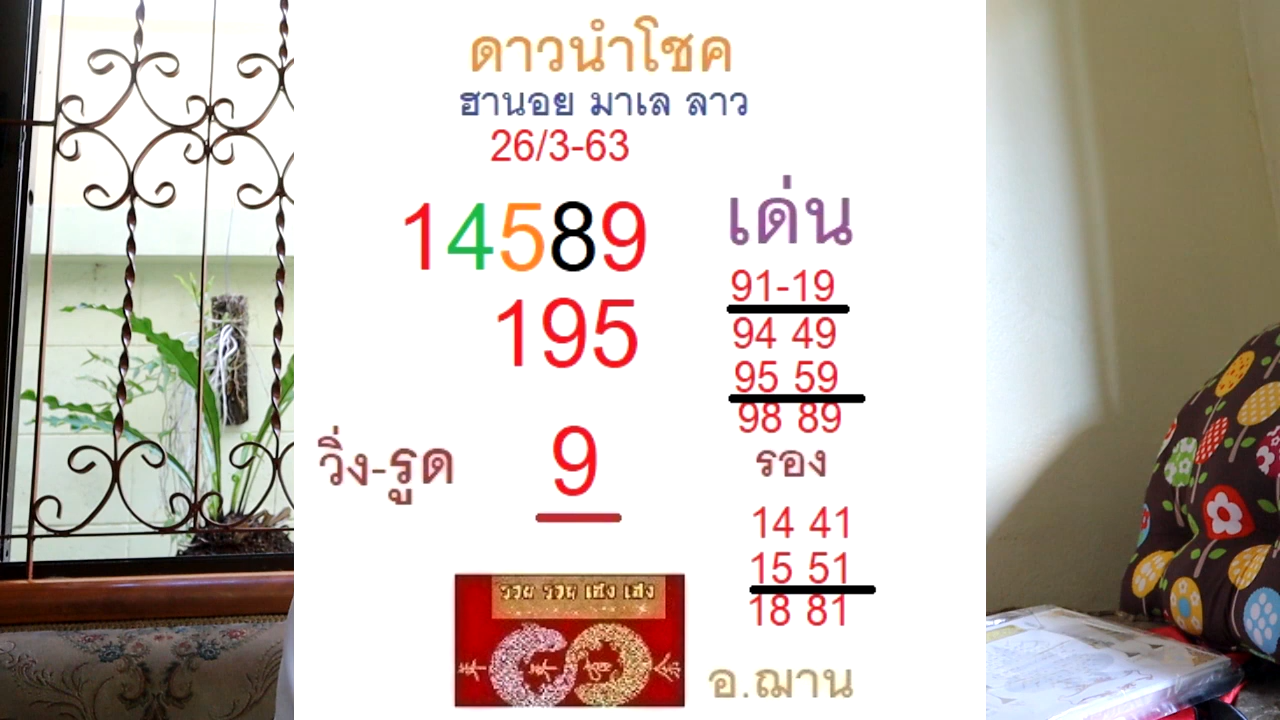 ดาวนำโชค
ฮานอย มาเล ลาว
26/3-63
14589
195
วิ่ง-รูด 9
เด่น
91-19
94 49
95 59
98 89
รอง
14 41
15 51
18 81
รวย รวย เฮง เฮง
อ.ฌาน